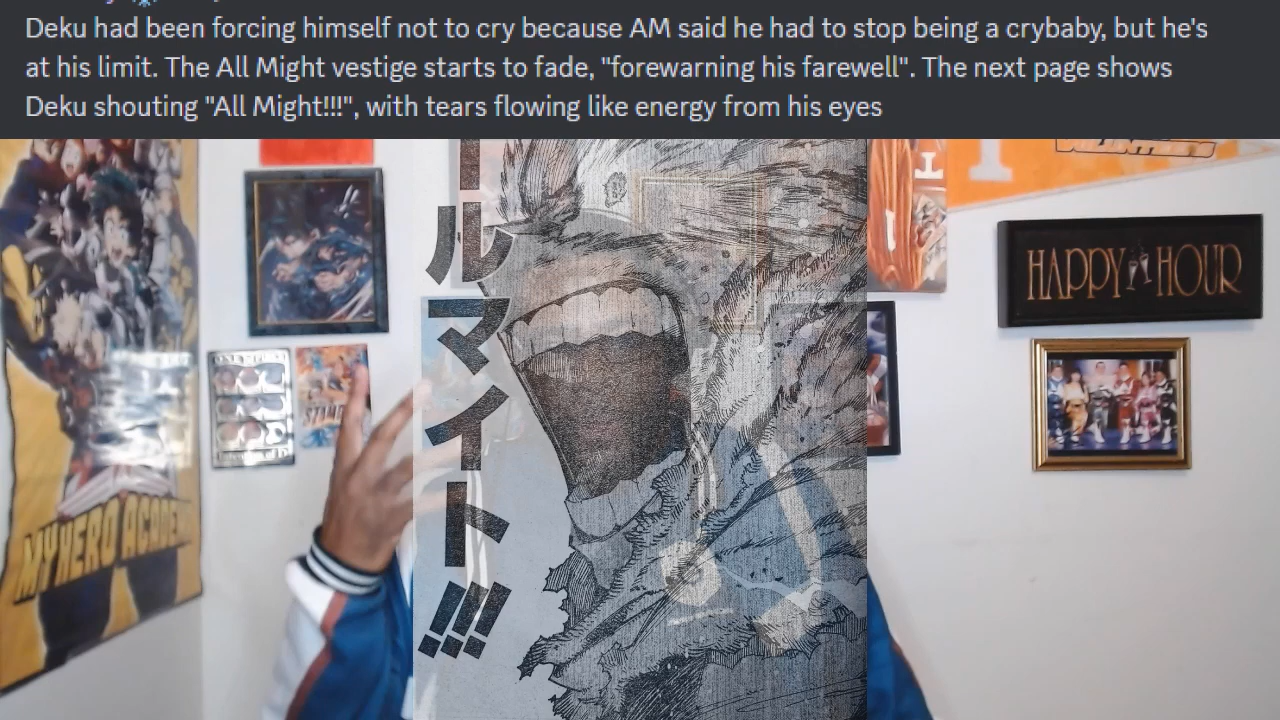 Deku had been forcing himself not to cry because AM said he had to stop being a crybaby, but he's
at his limit. The All Might vestige starts to fade, "forewarning his farewell". The next page shows
Deku shouting "All Might!!!", with tears flowing like energy from his eyes
ールマイト!!!
VOLUNTEERS
HAPPY HOUR
MY HERO ACADEMIA